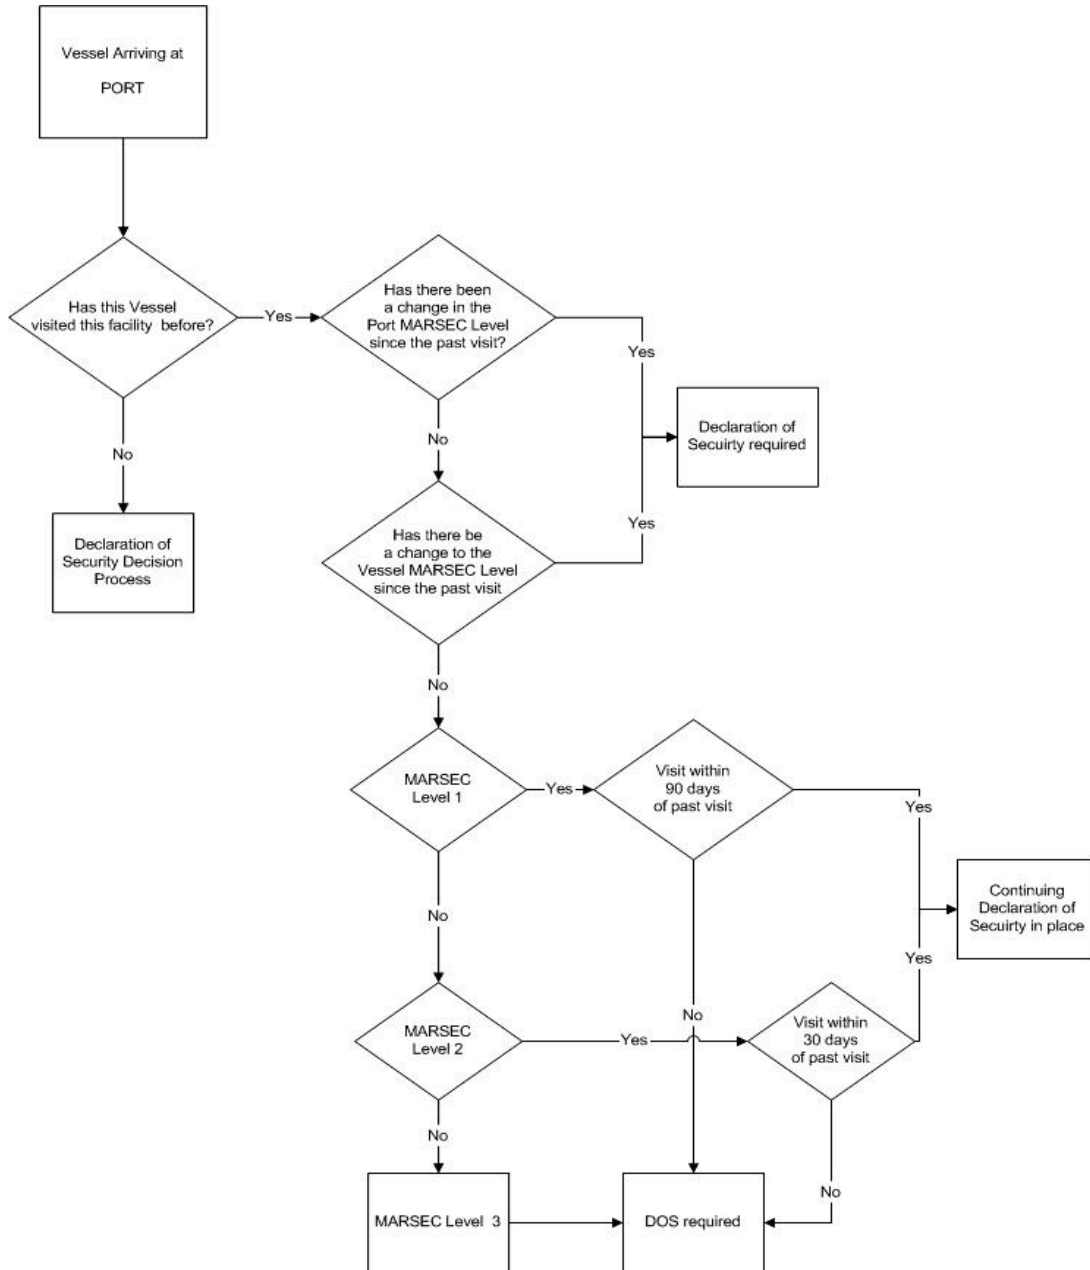 Vessel Arriving at
PORT
Has this Vessel
visited this facility before?
Yes
Has there been
a change in the
Port MARSEC Level
since the past visit?
Yes
Declaration of
Secuirty required
No
No
Declaration of
Security Decision
Process
Has there be
a change to the
Vessel MARSEC Level
since the past visit
Yes
No
MARSEC
Level 1
Yes
Visit within
90 days
of past visit
Yes
Continuing
Declaration of
Secuirty in place
No
Yes
No
MARSEC
Level 2
Yes
Visit within
30 days
of past visit
No
No
MARSEC Level 3
DOS required